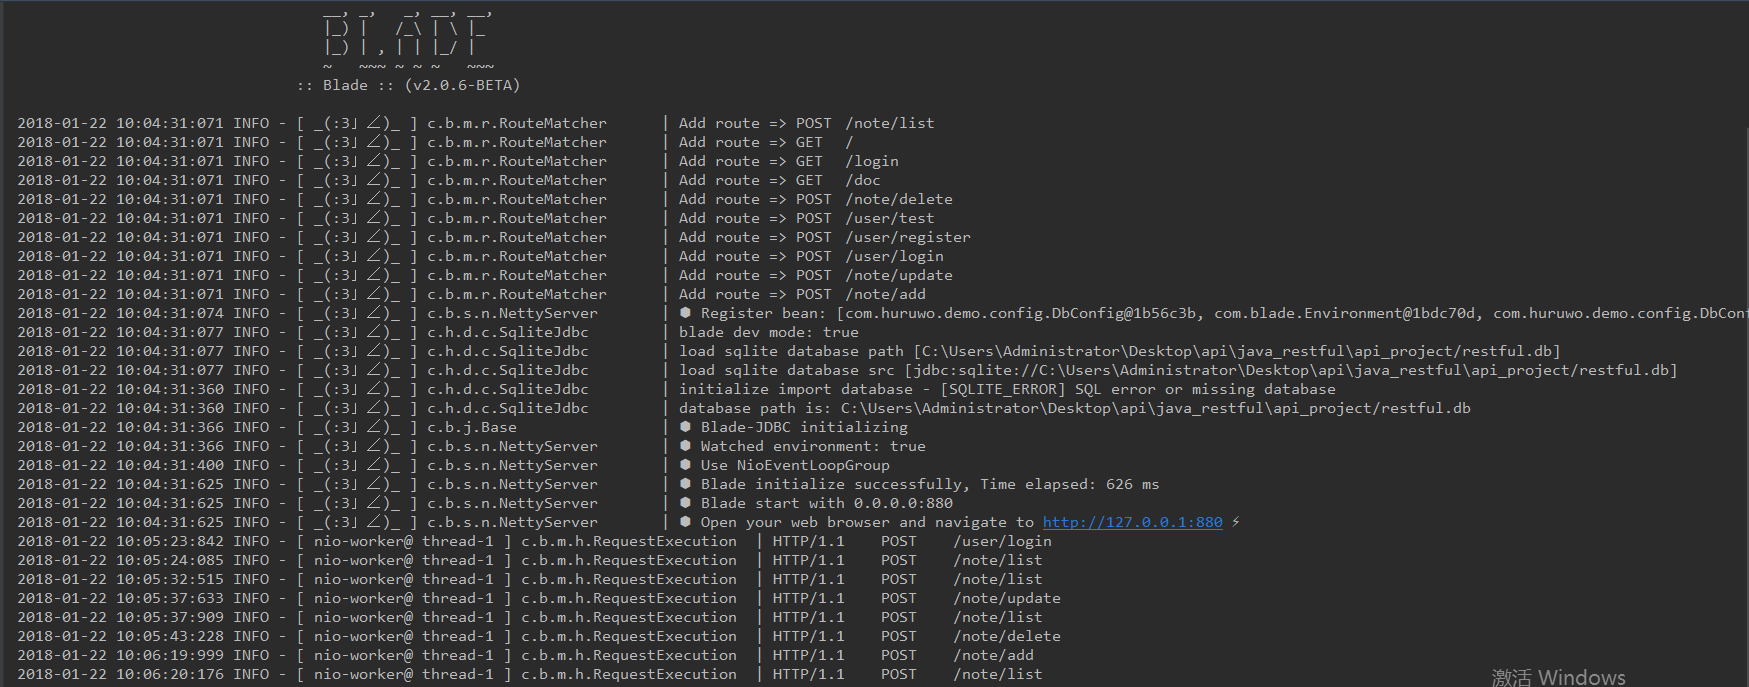 :: Blade :: (v2.0.6-BETA)
2018-01-22 10:04:31:071 INFO - [ _(:3」∠)_ ] c.b.m.r.RouteMatcher | Add route => POST /note/list
2018-01-22 10:04:31:071 INFO - [ _(:3」∠)_ ] c.b.m.r.RouteMatcher | Add route => GET /
2018-01-22 10:04:31:071 INFO - [ _(:3」∠)_ ] c.b.m.r.RouteMatcher | Add route => GET /login
2018-01-22 10:04:31:071 INFO - [ _(:3」∠)_ ] c.b.m.r.RouteMatcher | Add route => GET /doc
2018-01-22 10:04:31:071 INFO - [ _(:3」∠)_ ] c.b.m.r.RouteMatcher | Add route => POST /note/delete
2018-01-22 10:04:31:071 INFO - [ _(:3」∠)_ ] c.b.m.r.RouteMatcher | Add route => POST /user/test
2018-01-22 10:04:31:071 INFO - [ _(:3」∠)_ ] c.b.m.r.RouteMatcher | Add route => POST /user/register
2018-01-22 10:04:31:071 INFO - [ _(:3」∠)_ ] c.b.m.r.RouteMatcher | Add route => POST /user/login
2018-01-22 10:04:31:071 INFO - [ _(:3」∠)_ ] c.b.m.r.RouteMatcher | Add route => POST /note/update
2018-01-22 10:04:31:071 INFO - [ _(:3」∠)_ ] c.b.m.r.RouteMatcher | Add route => POST /note/add
2018-01-22 10:04:31:074 INFO - [ _(:3」∠)_ ] c.b.s.n.NettyServer | ⬢ Register bean: [com.huruwo.demo.config.DbConfig@1b56c3b, com.blade.Environment@1bdc70d, com.huruwo.demo.config.DbConf
2018-01-22 10:04:31:077 INFO - [ _(:3」∠)_ ] c.h.d.c.SqliteJdbc | blade dev mode: true
2018-01-22 10:04:31:077 INFO - [ _(:3」∠)_ ] c.h.d.c.SqliteJdbc | load sqlite database path [C:\Users\Administrator\Desktop\api\java_restful\api_project/restful.db]
2018-01-22 10:04:31:077 INFO - [ _(:3」∠)_ ] c.h.d.c.SqliteJdbc | load sqlite database src [jdbc:sqlite://C:\Users\Administrator\Desktop\api\java_restful\api_project/restful.db]
2018-01-22 10:04:31:360 INFO - [ _(:3」∠)_ ] c.h.d.c.SqliteJdbc | initialize import database - [SQLITE_ERROR] SQL error or missing database
2018-01-22 10:04:31:360 INFO - [ _(:3」∠)_ ] c.h.d.c.SqliteJdbc | database path is: C:\Users\Administrator\Desktop\api\java_restful\api_project/restful.db
2018-01-22 10:04:31:366 INFO - [ _(:3」∠)_ ] c.b.j.Base | ⬢ Blade-JDBC initializing
2018-01-22 10:04:31:366 INFO - [ _(:3」∠)_ ] c.b.s.n.NettyServer | ⬢ Watched environment: true
2018-01-22 10:04:31:400 INFO - [ _(:3」∠)_ ] c.b.s.n.NettyServer | ⬢ Use NioEventLoopGroup
2018-01-22 10:04:31:625 INFO - [ _(:3」∠)_ ] c.b.s.n.NettyServer | ⬢ Blade initialize successfully, Time elapsed: 626 ms
2018-01-22 10:04:31:625 INFO - [ _(:3」∠)_ ] c.b.s.n.NettyServer | ⬢ Blade start with 0.0.0.0:880
2018-01-22 10:04:31:625 INFO - [ _(:3」∠)_ ] c.b.s.n.NettyServer | ⬢ Open your web browser and navigate to http://127.0.0.1:880 ⚡
2018-01-22 10:05:23:842 INFO - [ nio-worker@ thread-1 ] c.b.m.h.RequestExecution | HTTP/1.1 POST /user/login
2018-01-22 10:05:24:085 INFO - [ nio-worker@ thread-1 ] c.b.m.h.RequestExecution | HTTP/1.1 POST /note/list
2018-01-22 10:05:32:515 INFO - [ nio-worker@ thread-1 ] c.b.m.h.RequestExecution | HTTP/1.1 POST /note/list
2018-01-22 10:05:37:633 INFO - [ nio-worker@ thread-1 ] c.b.m.h.RequestExecution | HTTP/1.1 POST /note/update
2018-01-22 10:05:37:909 INFO - [ nio-worker@ thread-1 ] c.b.m.h.RequestExecution | HTTP/1.1 POST /note/list
2018-01-22 10:05:43:228 INFO - [ nio-worker@ thread-1 ] c.b.m.h.RequestExecution | HTTP/1.1 POST /note/delete
2018-01-22 10:06:19:999 INFO - [ nio-worker@ thread-1 ] c.b.m.h.RequestExecution | HTTP/1.1 POST /note/add
2018-01-22 10:06:20:176 INFO - [ nio-worker@ thread-1 ] c.b.m.h.RequestExecution | HTTP/1.1 POST /note/list
激活 Windows